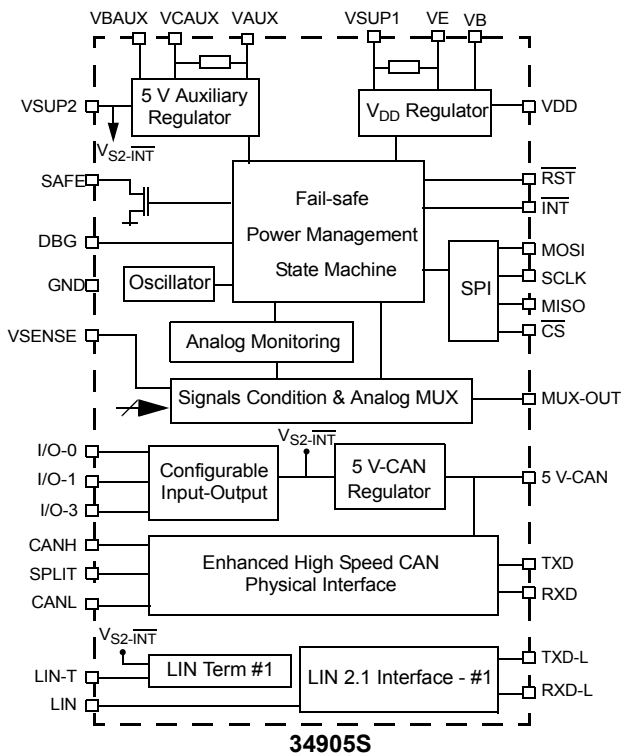 VBAUX VCAUX VAUX VSUP1 VE VB
5 V Auxiliary
Regulator
V_DD Regulator
VSUP2
VDD
V_S2-INT
SAFE
RST
Fail-safe
INT
Power Management
DBG
State Machine
MOSI
SCLK
SPI
MISO
CS
GND
Oscillator
VSENSE
Analog Monitoring
Signals Condition & Analog MUX
MUX-OUT
V_S2-INT
I/O-0
I/O-1
I/O-3
Configurable
Input-Output
5 V-CAN
Regulator
5 V-CAN
CANH
SPLIT
CANL
Enhanced High Speed CAN
Physical Interface
TXD
RXD
V_S2-INT
LIN Term #1
LIN-T
LIN
LIN 2.1 Interface - #1
TXD-L
RXD-L
34905S